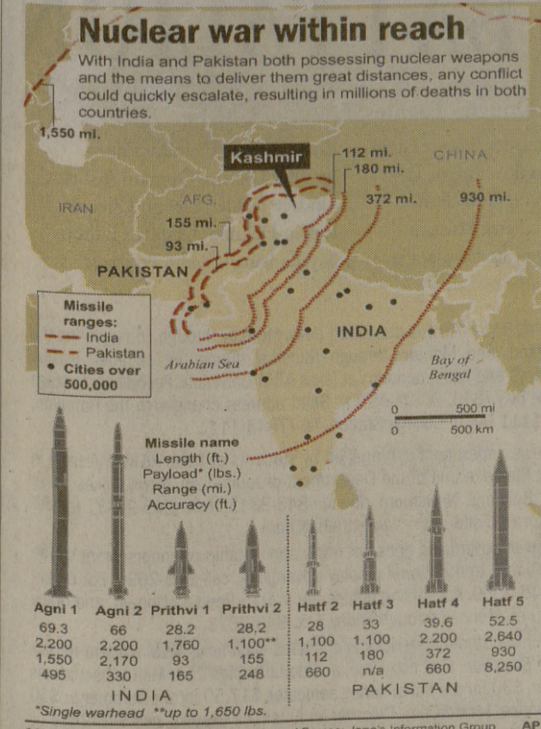 Nuclear war within reach
With India and Pakistan both possessing nuclear weapons
and the means to deliver them great distances, any conflict
could quickly escalate, resulting in millions of deaths in both
countries.
1,550 mi.
Kashmir
112 mi.
180 mi.
CHINA
372 mi.
930 mi.
IRAN
AFG.
155 mi.
93 mi.
PAKISTAN
Missile
ranges:
India
Pakistan
Cities over
500,000
INDIA
Arabian Sea
Bay of
Bengal
0 500 mi
0 500 km
Missile name
Length (ft.)
Payload* (lbs.)
Range (mi.)
Accuracy (ft.)
Agni 1 Agni 2 Prithvi 1 Prithvi 2 Hatf 2 Hatf 3 Hatf 4 Hatf 5
69.3 66 28.2 28.2 28 33 39.6 52.5
2,200 2,200 1,760 1,100** 1,100 1,100 2,200 2,640
1,550 2,170 93 155 112 180 372 930
495 330 165 248 660 n/a 660 8,250
INDIA PAKISTAN
*Single warhead **up to 1,650 lbs.
Information Group AP